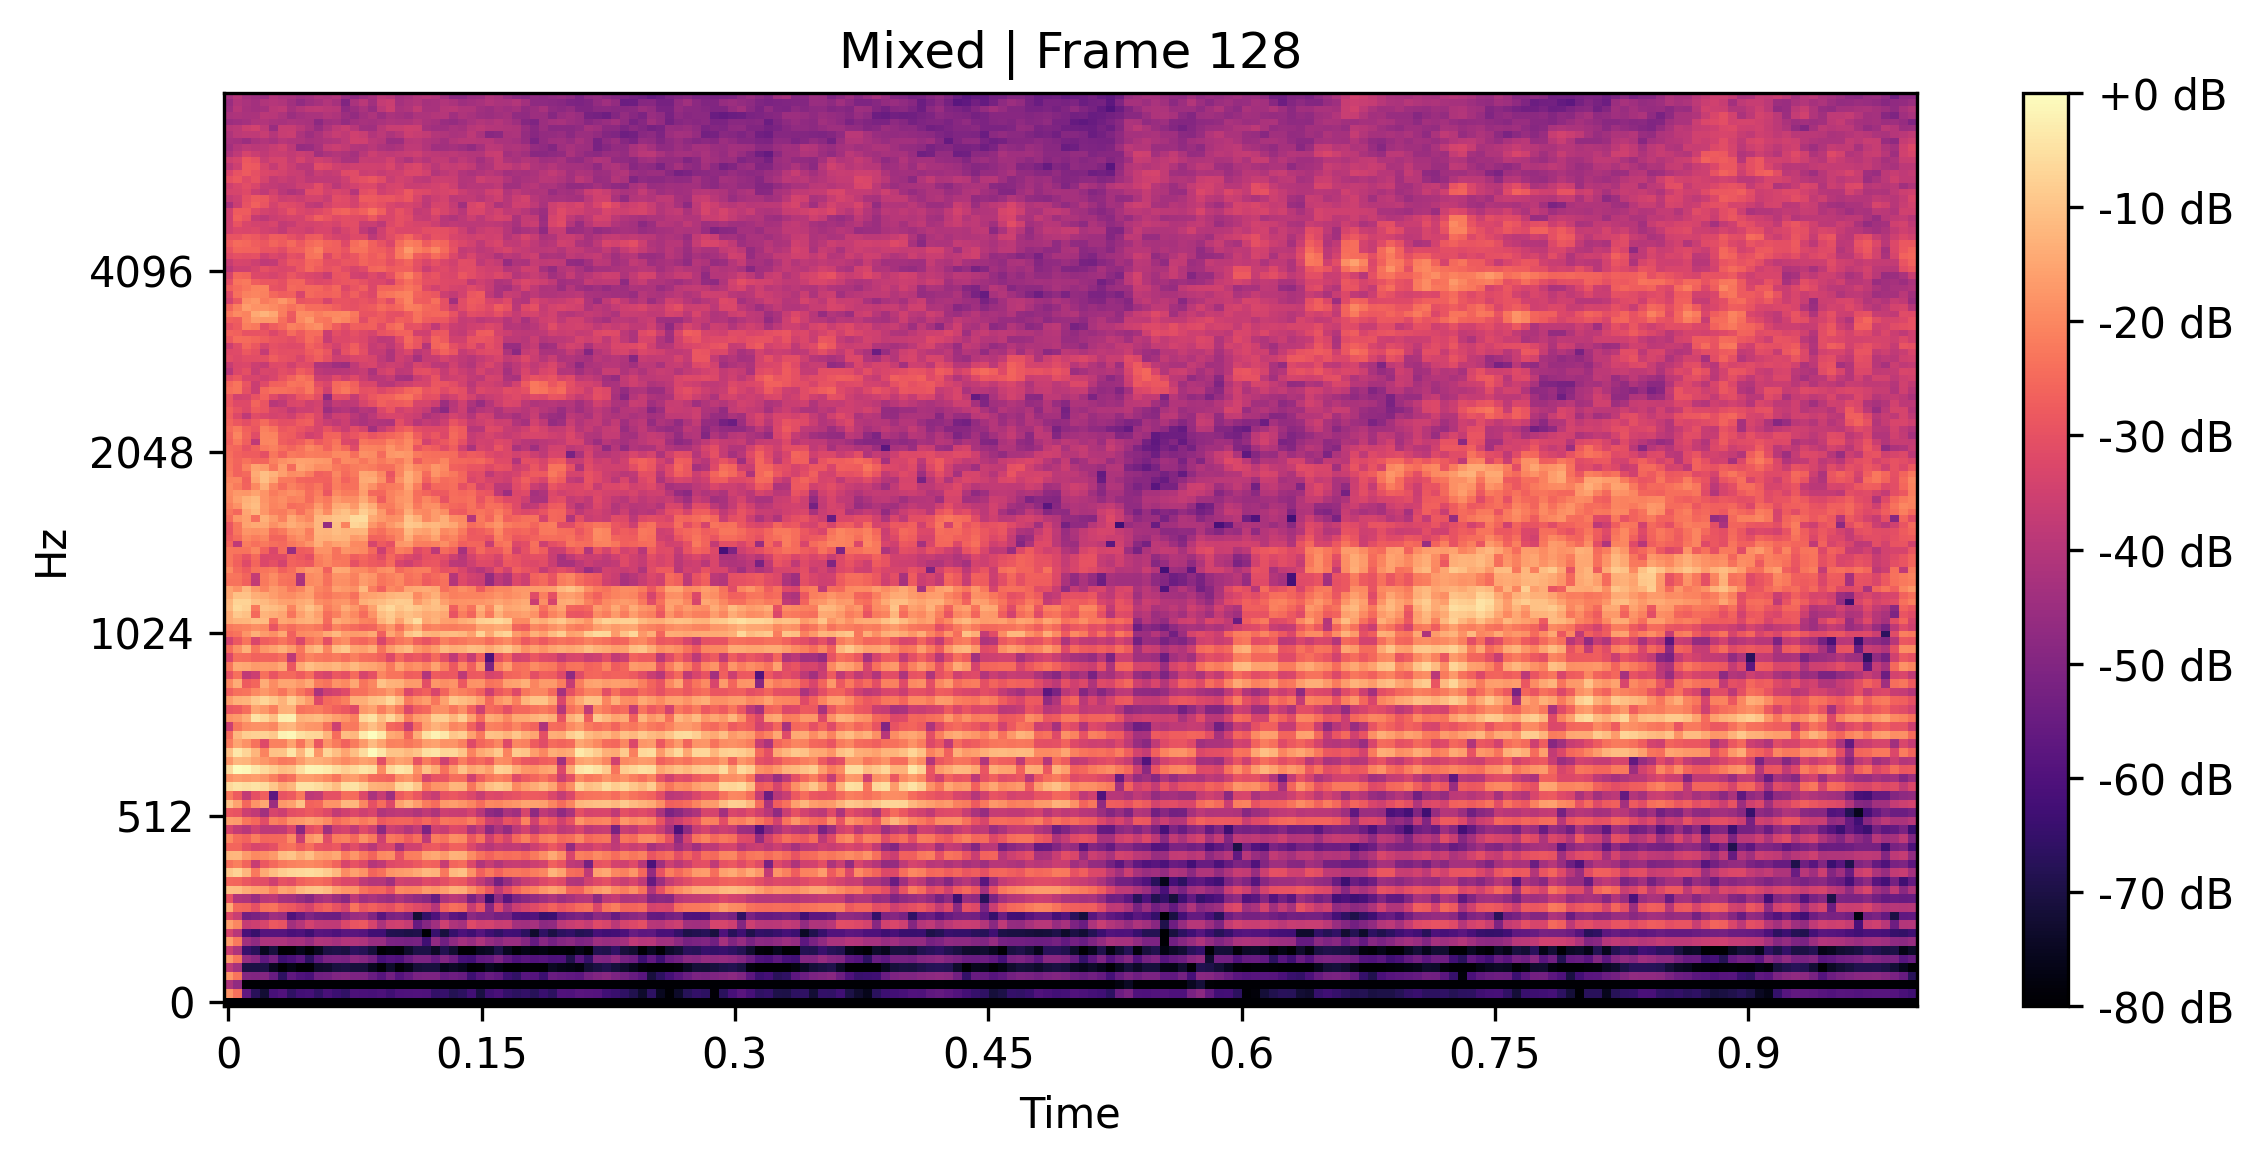 Mixed | Frame 128
+0 dB
-10 dB
-20 dB
-30 dB
-40 dB
-50 dB
-60 dB
-70 dB
-80 dB
Hz
4096
2048
1024
512
0
0 0.15 0.3 0.45 0.6 0.75 0.9
Time